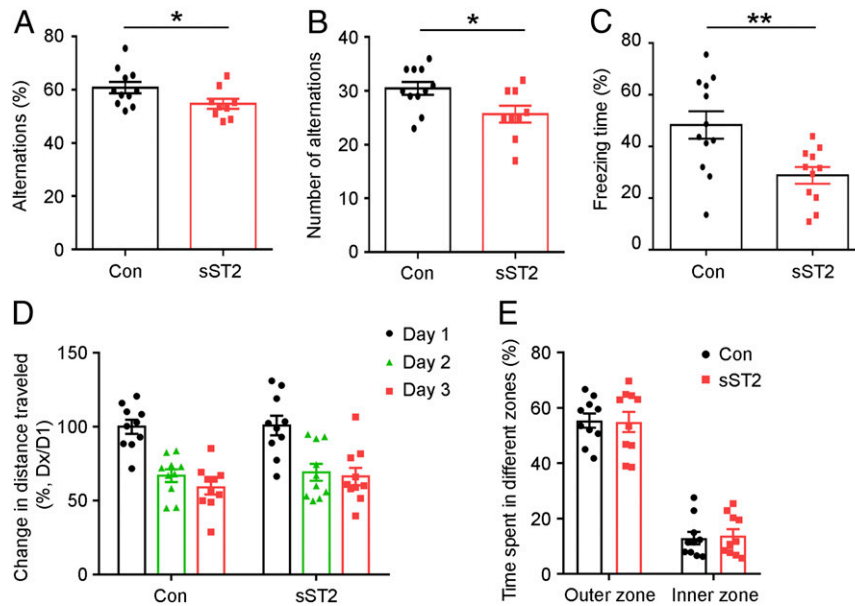 A
*
Alternations (%)
80
60
40
20
0
Con
sST2
B
*
Number of alternations
40
30
20
10
0
Con
sST2
C
**
Freezing time (%)
80
60
40
20
0
Con
sST2
D
Day 1
Day 2
Day 3
Change in distance traveled
(%, Dx/D1)
150
100
50
0
Con
sST2
E
Con
sST2
Time spent in different zones (%)
80
60
40
20
0
Outer zone
Inner zone